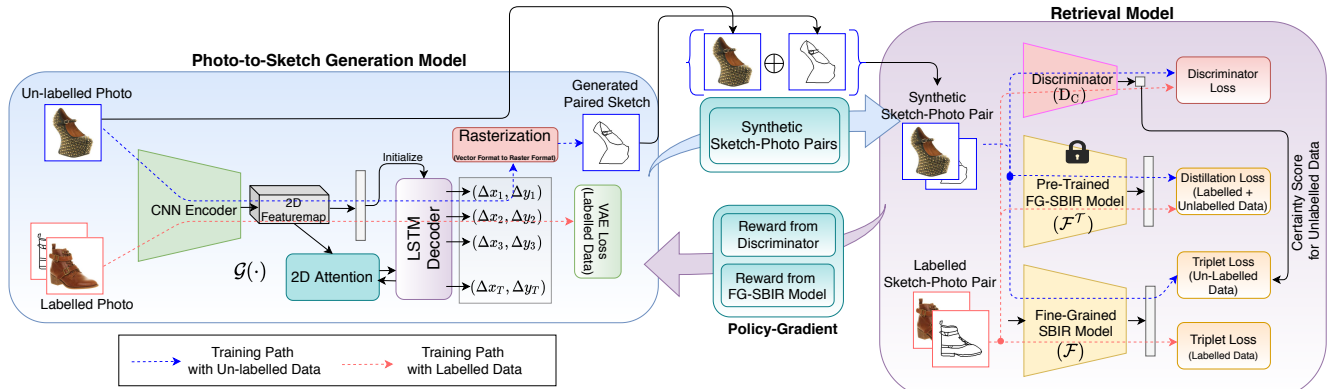 Photo-to-Sketch Generation Model
Un-labelled Photo
Labelled Photo
CNN Encoder
2D
Featuremap
Initialize
LSTM
Decoder
2D Attention
𝒢(·)
(Δx₁, Δy₁)
(Δx₂, Δy₂)
(Δx₃, Δy₃)
(Δx_T, Δy_T)
Rasterization
(Vector Format to Raster Format)
Generated
Paired Sketch
VAE Loss
(Labelled Data)
Synthetic
Sketch-Photo Pairs
Reward from
Discriminator
Reward from
FG-SBIR Model
Policy-Gradient
Retrieval Model
Synthetic
Sketch-Photo Pair
Labelled
Sketch-Photo Pair
Discriminator
(D_C)
Discriminator
Loss
Pre-Trained
FG-SBIR Model
(ℱ^𝒯)
Distillation Loss
(Labelled +
Unlabelled Data)
Triplet Loss
(Un-Labelled
Data)
Fine-Grained
SBIR Model
(ℱ)
Triplet Loss
(Labelled Data)
Certainty Score
for Unlabelled Data
Training Path
with Un-labelled Data
Training Path
with Labelled Data